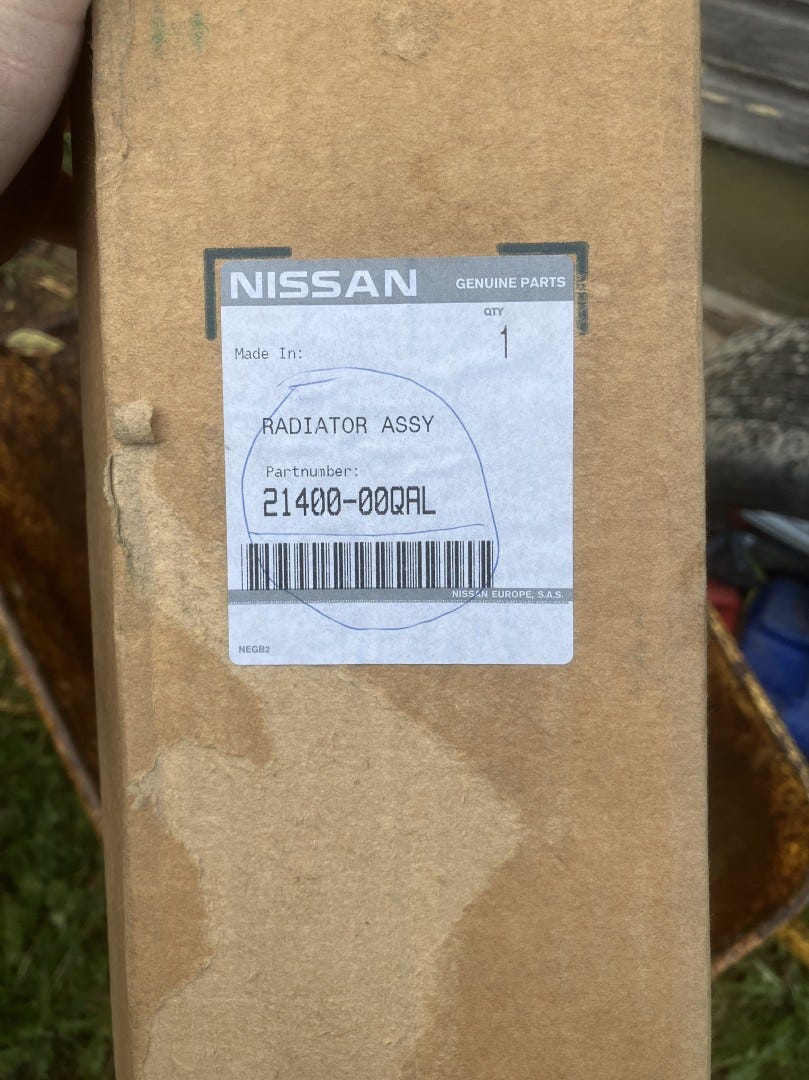 NISSAN GENUINE PARTS
QTY
1
Made In:
RADIATOR ASSY
Partnumber:
21400-00QAL
NISSAN EUROPE, S.A.S.
NEGB2